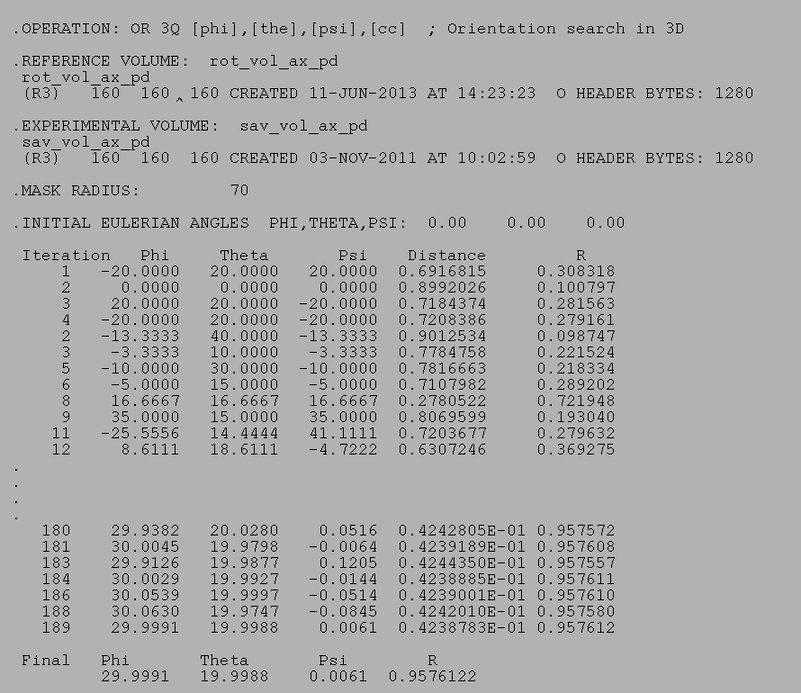 .OPERATION: OR 3Q [phi],[the],[psi],[cc]  ; Orientation search in 3D
.REFERENCE VOLUME:  rot_vol_ax_pd
rot_vol_ax_pd
(R3)   160  160 ^ 160 CREATED 11-JUN-2013 AT 14:23:23  O HEADER BYTES: 1280
.EXPERIMENTAL VOLUME:  sav_vol_ax_pd
sav_vol_ax_pd
(R3)   160  160  160 CREATED 03-NOV-2011 AT 10:02:59  O HEADER BYTES: 1280
.MASK RADIUS:         70
.INITIAL EULERIAN ANGLES  PHI,THETA,PSI:  0.00    0.00    0.00
Iteration   Phi     Theta       Psi    Distance         R
1   -20.0000   20.0000   20.0000  0.6916815     0.308318
2     0.0000    0.0000    0.0000  0.8992026     0.100797
3    20.0000   20.0000  -20.0000  0.7184374     0.281563
4   -20.0000   20.0000  -20.0000  0.7208386     0.279161
2   -13.3333   40.0000  -13.3333  0.9012534     0.098747
3    -3.3333   10.0000   -3.3333  0.7784758     0.221524
5   -10.0000   30.0000  -10.0000  0.7816663     0.218334
6    -5.0000   15.0000   -5.0000  0.7107982     0.289202
8    16.6667   16.6667   16.6667  0.2780522     0.721948
9    35.0000   15.0000   35.0000  0.8069599     0.193040
11   -25.5556   14.4444   41.1111  0.7203677     0.279632
12     8.6111   18.6111   -4.7222  0.6307246     0.369275
.
.
.
.
180    29.9382   20.0280    0.0516  0.4242805E-01 0.957572
181    30.0045   19.9798   -0.0064  0.4239189E-01 0.957608
183    29.9126   19.9877    0.1205  0.4244350E-01 0.957557
184    30.0029   19.9927   -0.0144  0.4238885E-01 0.957611
186    30.0539   19.9997   -0.0514  0.4239001E-01 0.957610
188    30.0630   19.9747   -0.0845  0.4242010E-01 0.957580
189    29.9991   19.9988    0.0061  0.4238783E-01 0.957612
Final   Phi       Theta       Psi        R
29.9991   19.9988    0.0061  0.9576122